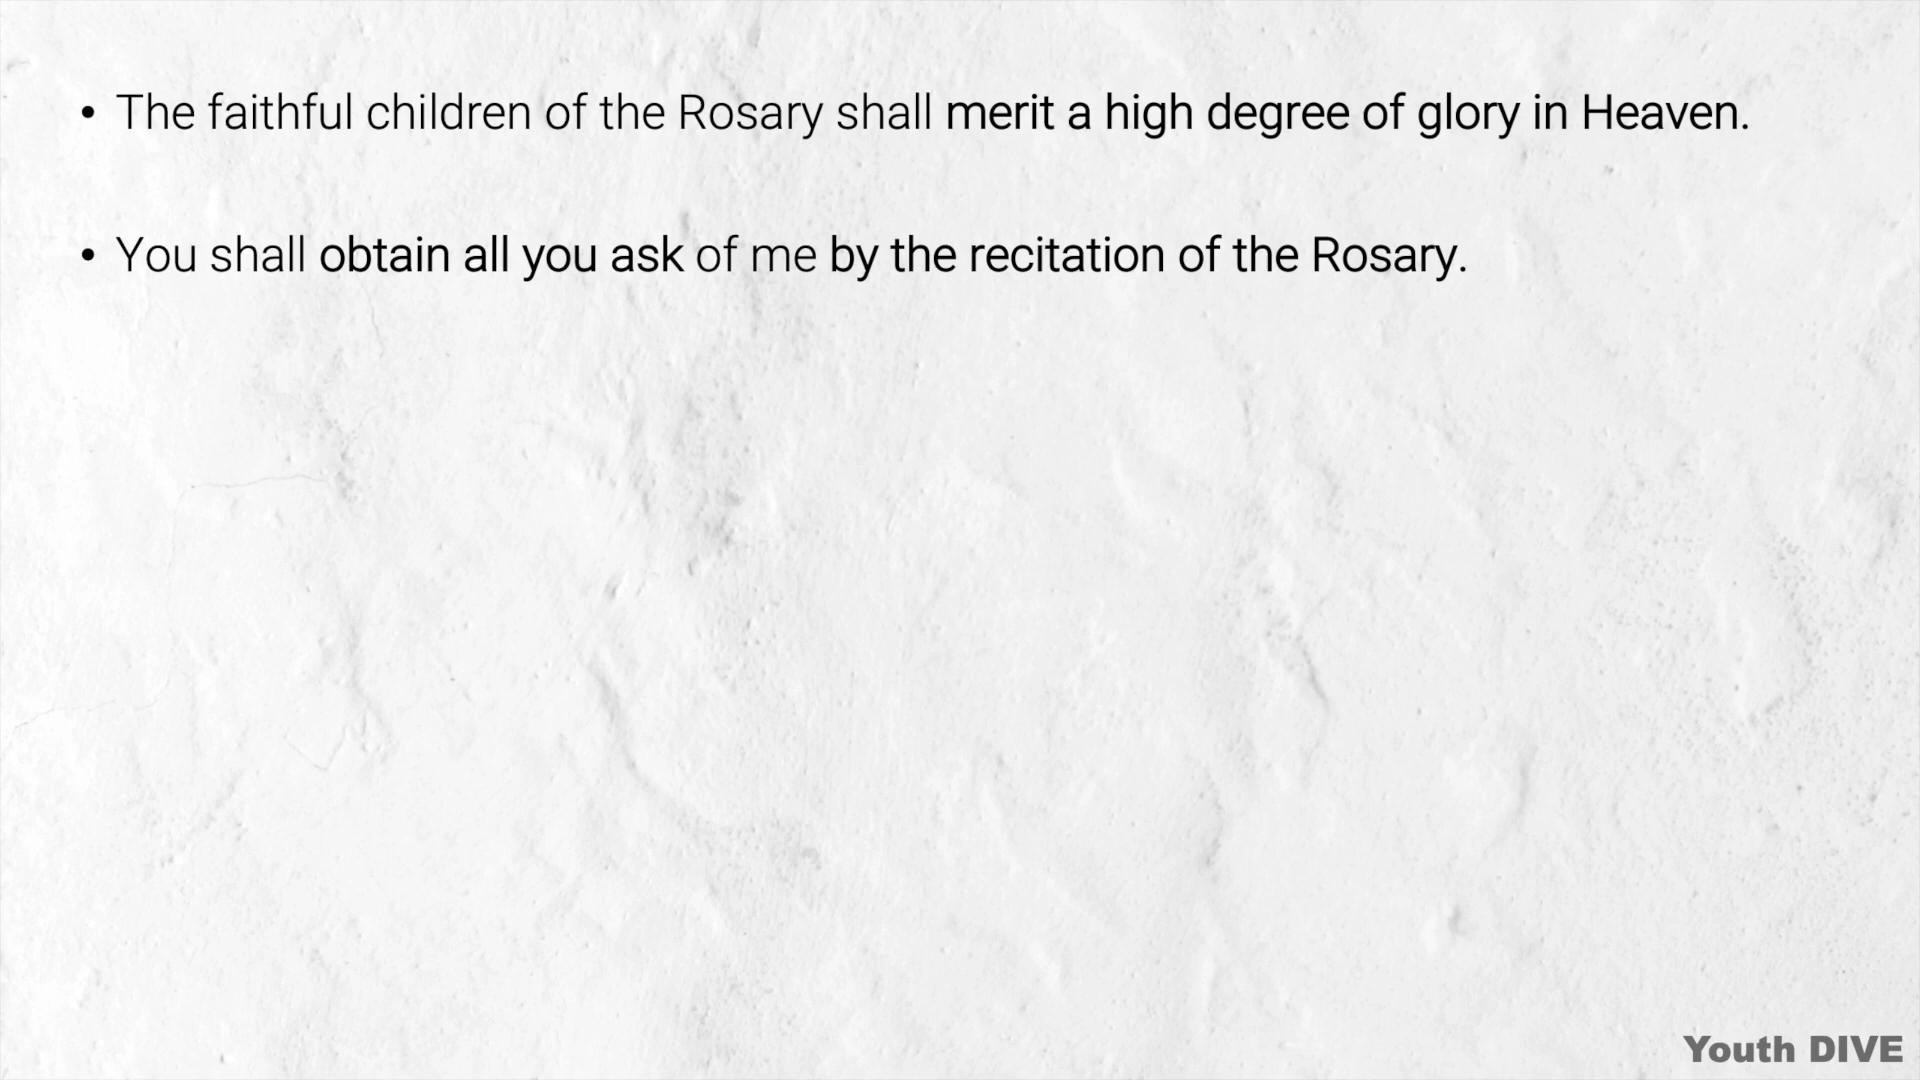 • The faithful children of the Rosary shall merit a high degree of glory in Heaven.
• You shall obtain all you ask of me by the recitation of the Rosary.
Youth DIVE